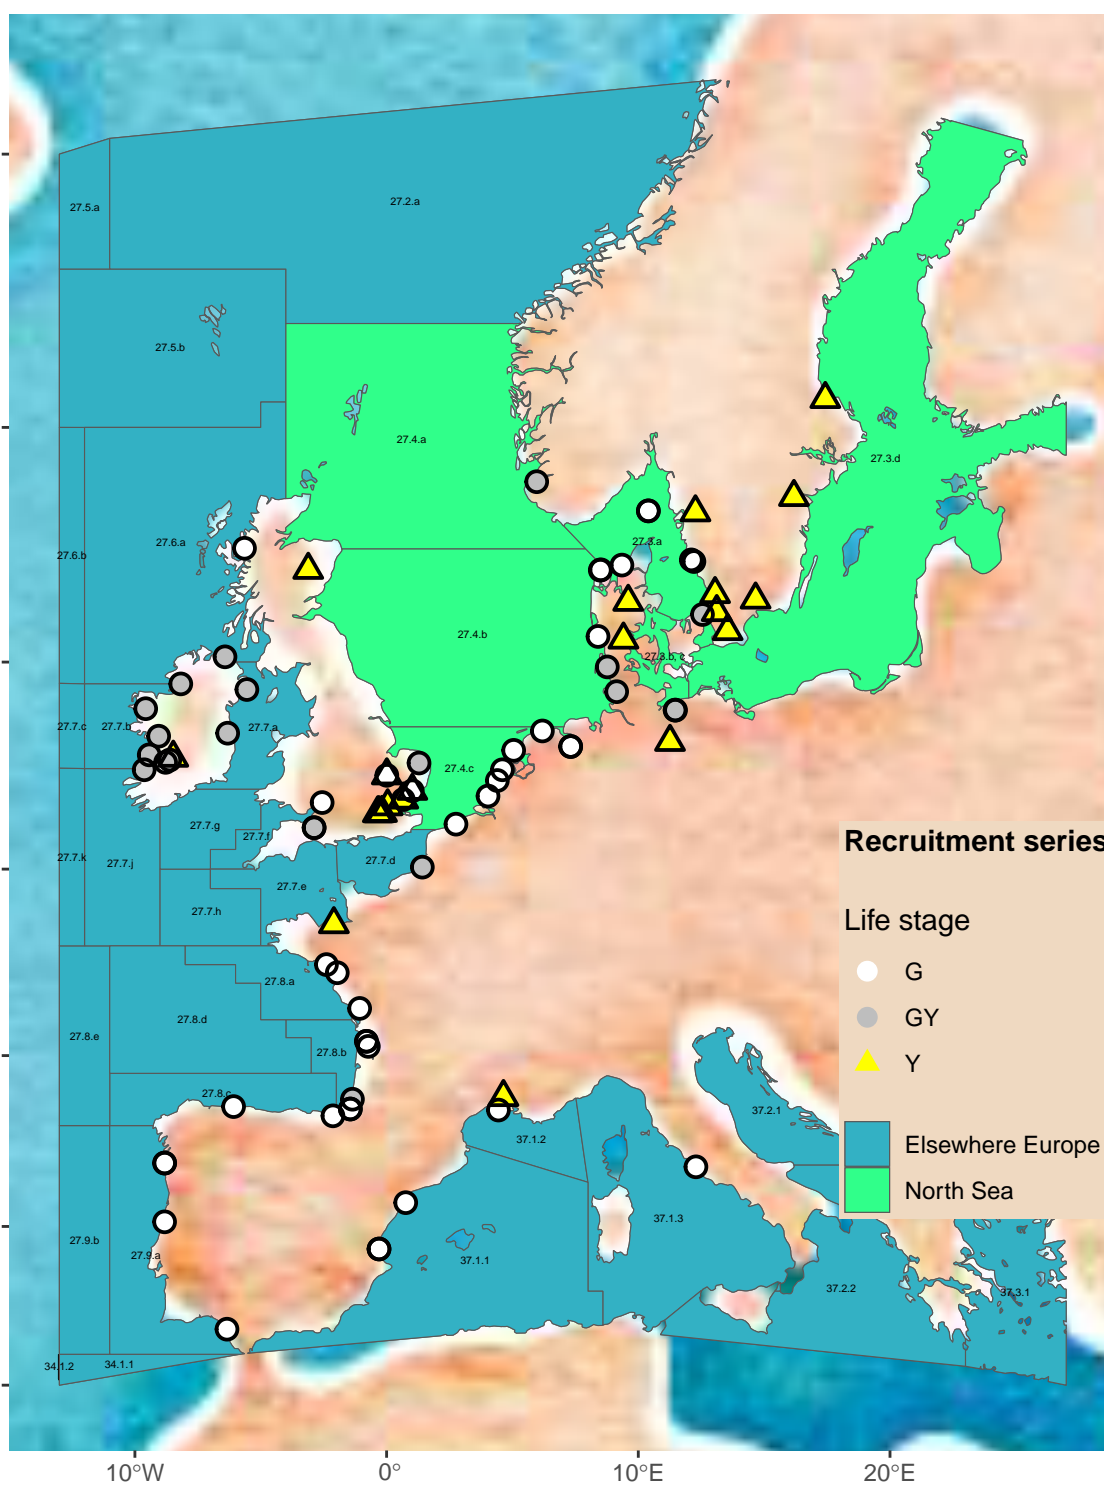 27.5.a
27.2.a
27.5.b
27.4.a
27.3.d
27.6.b
27.6.a
27.3.a
27.4.b
27.3.b, c
27.7.c
27.7.b
27.7.a
27.4.c
27.7.g
27.7.f
27.7.k
27.7.j
27.7.d
27.7.e
27.7.h
27.8.a
27.8.d
27.8.e
27.8.b
27.8.c
37.2.1
37.1.2
37.1.3
27.9.b
27.9.a
37.1.1
37.2.2
37.3.1
34.1.2
34.1.1
Recruitment series
Life stage
G
GY
Y
Elsewhere Europe
North Sea
10°W
0°
10°E
20°E